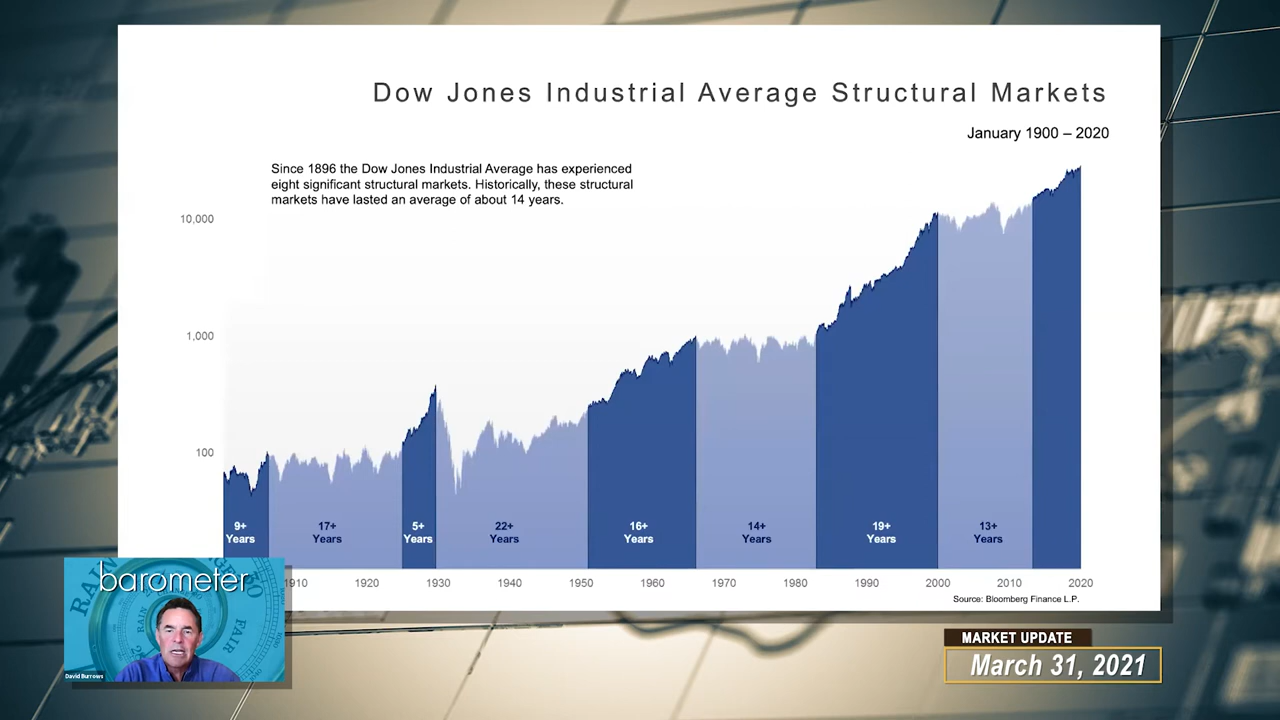 Dow Jones Industrial Average Structural Markets
January 1900 – 2020
Since 1896 the Dow Jones Industrial Average has experienced
eight significant structural markets. Historically, these structural
markets have lasted an average of about 14 years.
10,000
1,000
100
9+
Years
17+
Years
5+
Years
22+
Years
16+
Years
14+
Years
19+
Years
13+
Years
1910 1920 1930 1940 1950 1960 1970 1980 1990 2000 2010 2020
Source: Bloomberg Finance L.P.
barometer
RAIN
FAIR
RAIN
David Burrows
MARKET UPDATE
March 31, 2021